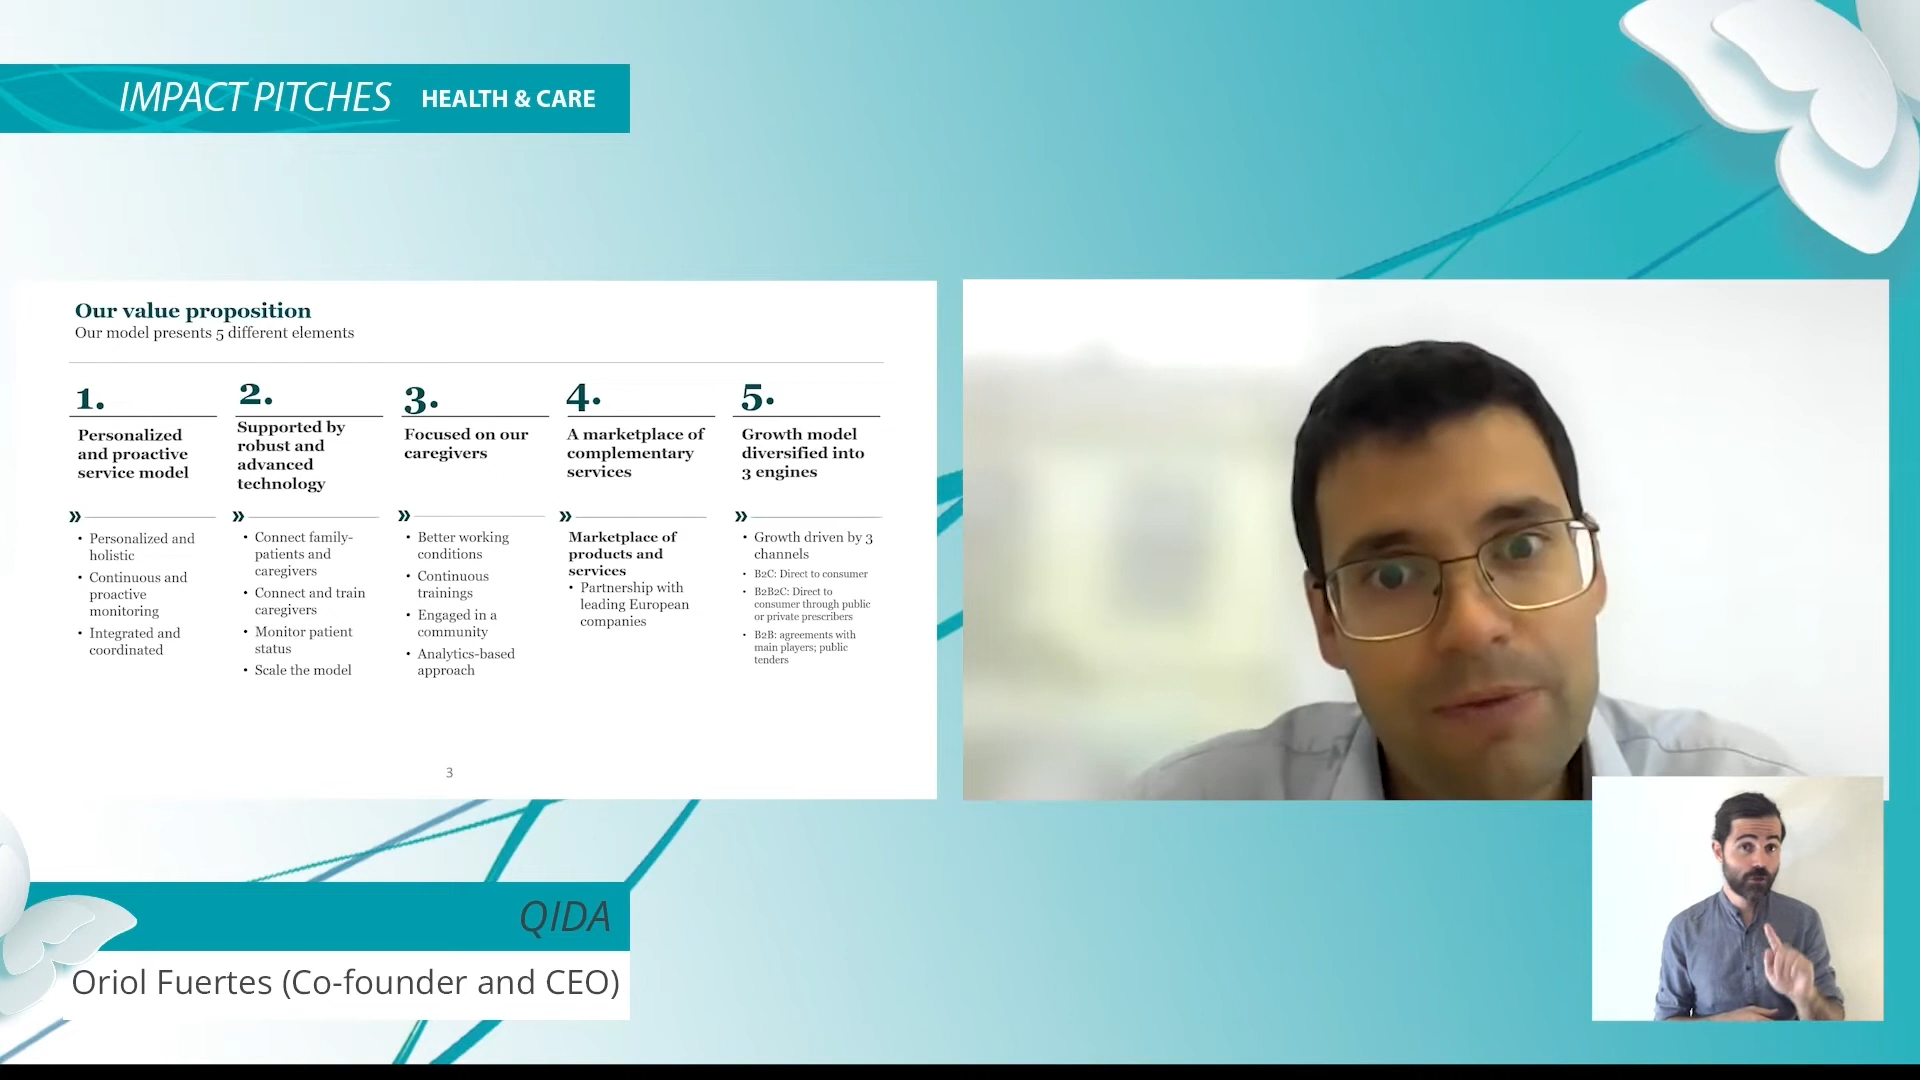 IMPACT PITCHES HEALTH & CARE
Our value proposition
Our model presents 5 different elements
1.
Personalized
and proactive
service model
»
• Personalized and
holistic
• Continuous and
proactive
monitoring
• Integrated and
coordinated
2.
Supported by
robust and
advanced
technology
»
• Connect family-
patients and
caregivers
• Connect and train
caregivers
• Monitor patient
status
• Scale the model
3.
Focused on our
caregivers
»
• Better working
conditions
• Continuous
trainings
• Engaged in a
community
• Analytics-based
approach
4.
A marketplace of
complementary
services
»
Marketplace of
products and
services
• Partnership with
leading European
companies
5.
Growth model
diversified into
3 engines
»
• Growth driven by 3
channels
• B2C: Direct to consumer
• B2B2C: Direct to
consumer through public
or private prescribers
• B2B: agreements with
main players; public
tenders
3
QIDA
Oriol Fuertes (Co-founder and CEO)